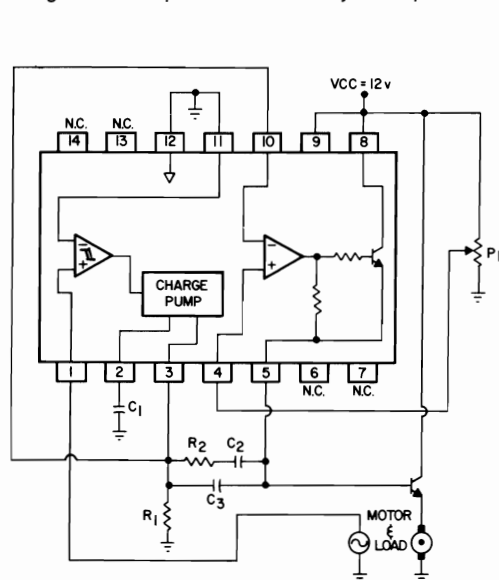 VCC = 12v
N.C. N.C.
14 13 12 11 10 9 8
P1
CHARGE
PUMP
1 2 3 4 5 6 7
N.C. N.C.
C1
R2 C2
C3
R1
MOTOR
&
LOAD